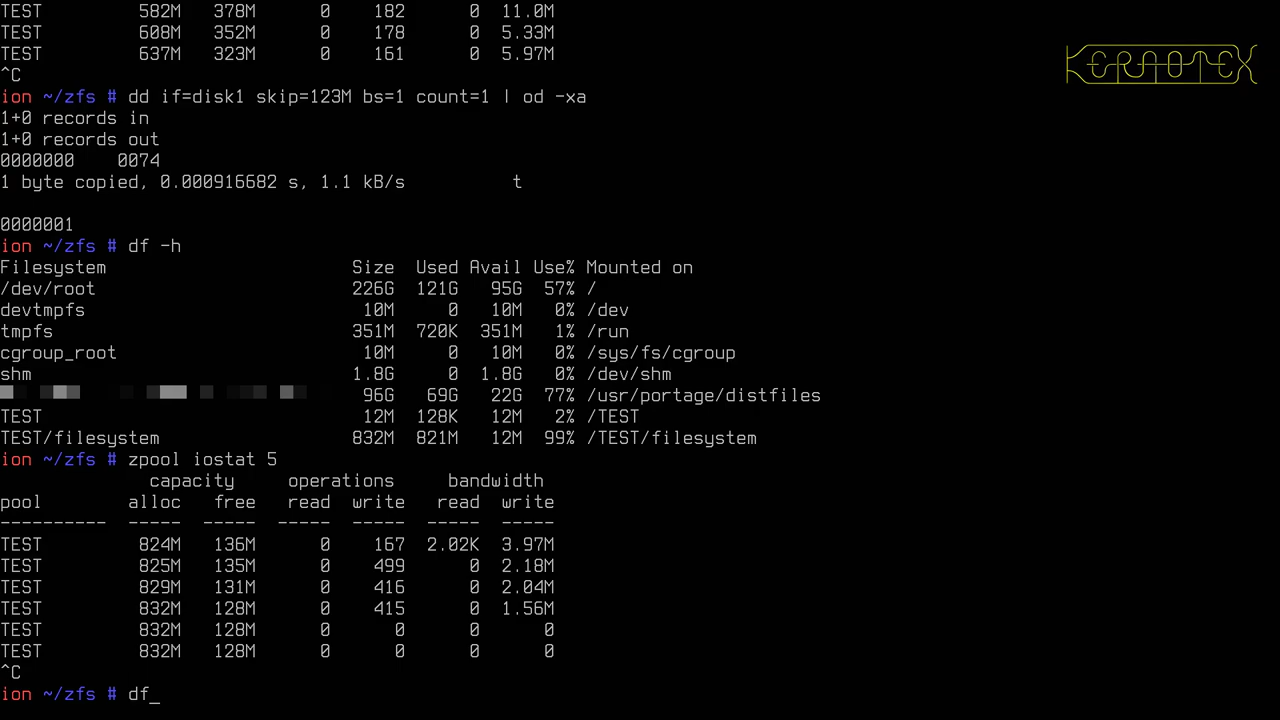 TEST 582M 378M 0 182 0 11.0M
TEST 608M 352M 0 178 0 5.33M
TEST 637M 323M 0 161 0 5.97M
^C
KERAOTEX
ion ~/zfs # dd if=disk1 skip=123M bs=1 count=1 | od -xa
1+0 records in
1+0 records out
0000000 0074
1 byte copied, 0.000916682 s, 1.1 kB/s t
0000001
ion ~/zfs # df -h
Filesystem Size Used Avail Use% Mounted on
/dev/root 226G 121G 95G 57% /
devtmpfs 10M 0 10M 0% /dev
tmpfs 351M 720K 351M 1% /run
cgroup_root 10M 0 10M 0% /sys/fs/cgroup
shm 1.8G 0 1.8G 0% /dev/shm
96G 69G 22G 77% /usr/portage/distfiles
TEST 12M 128K 12M 2% /TEST
TEST/filesystem 832M 821M 12M 99% /TEST/filesystem
ion ~/zfs # zpool iostat 5
capacity operations bandwidth
pool alloc free read write read write
---------- ----- ----- ----- ----- ----- -----
TEST 824M 136M 0 167 2.02K 3.97M
TEST 825M 135M 0 499 0 2.18M
TEST 829M 131M 0 416 0 2.04M
TEST 832M 128M 0 415 0 1.56M
TEST 832M 128M 0 0 0 0
TEST 832M 128M 0 0 0 0
^C
ion ~/zfs # df_